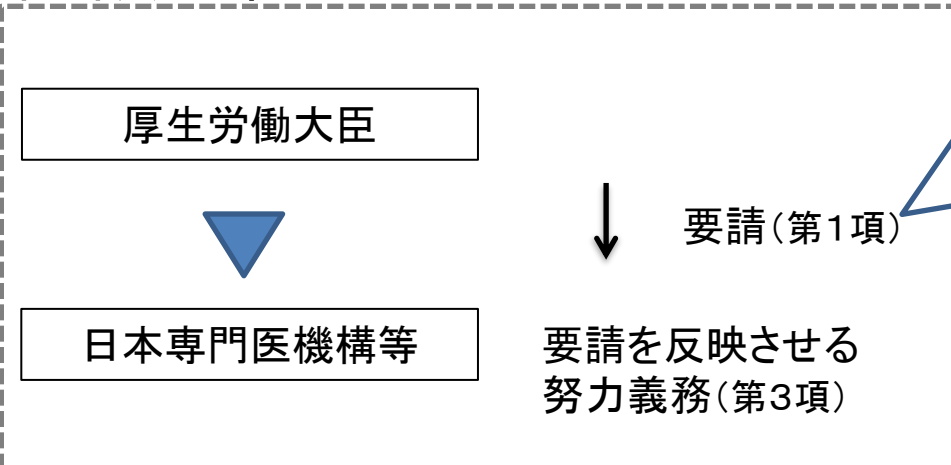 厚生労働大臣
要請（第１項）
日本専門医機構等
要請を反映させる
努力義務（第３項）